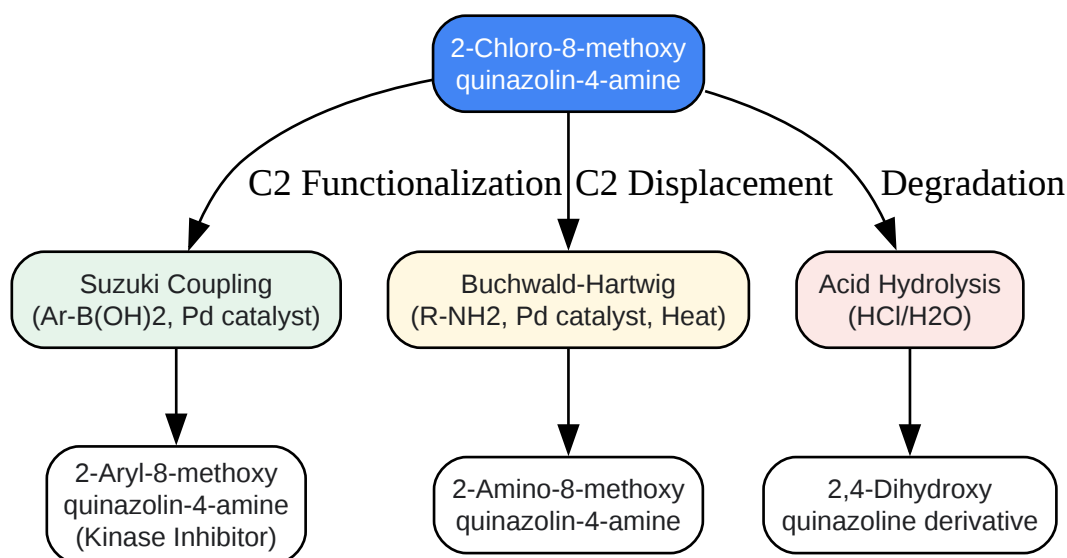 2-Chloro-8-methoxy
quinazolin-4-amine
C2 Functionalization
C2 Displacement
Degradation
Suzuki Coupling
(Ar-B(OH)2, Pd catalyst)
Buchwald-Hartwig
(R-NH2, Pd catalyst, Heat)
Acid Hydrolysis
(HCl/H2O)
2-Aryl-8-methoxy
quinazolin-4-amine
(Kinase Inhibitor)
2-Amino-8-methoxy
quinazolin-4-amine
2,4-Dihydroxy
quinazoline derivative